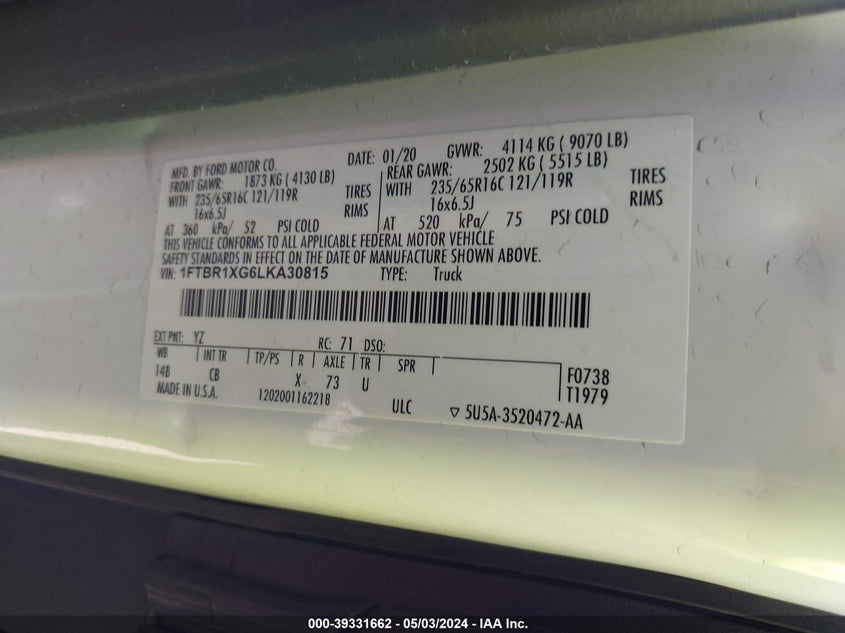 MFD. BY FORD MOTOR CO. DATE: 01/20 GVWR: 4114 KG ( 9070 LB)
FRONT GAWR: 1873 KG ( 4130 LB) REAR GAWR: 2502 KG ( 5515 LB)
WITH 235/65R16C 121/119R TIRES WITH 235/65R16C 121/119R TIRES
16x6.5J RIMS 16x6.5J RIMS
AT 360 kPa/ 52 PSI COLD AT 520 kPa/ 75 PSI COLD
THIS VEHICLE CONFORMS TO ALL APPLICABLE FEDERAL MOTOR VEHICLE
SAFETY STANDARDS IN EFFECT ON THE DATE OF MANUFACTURE SHOWN ABOVE.
VIN: 1FTBR1XG6LKA30815 TYPE: Truck
EXT PNT: YZ RC: 71 DSO:
WB INT TR TP/PS R AXLE TR SPR
148 CB X 73 U F0738
MADE IN U.S.A. T1979
1202001162218 ULC ▽ 5U5A-3520472-AA
000-39331662 — 05/03/2024 — IAA Inc.